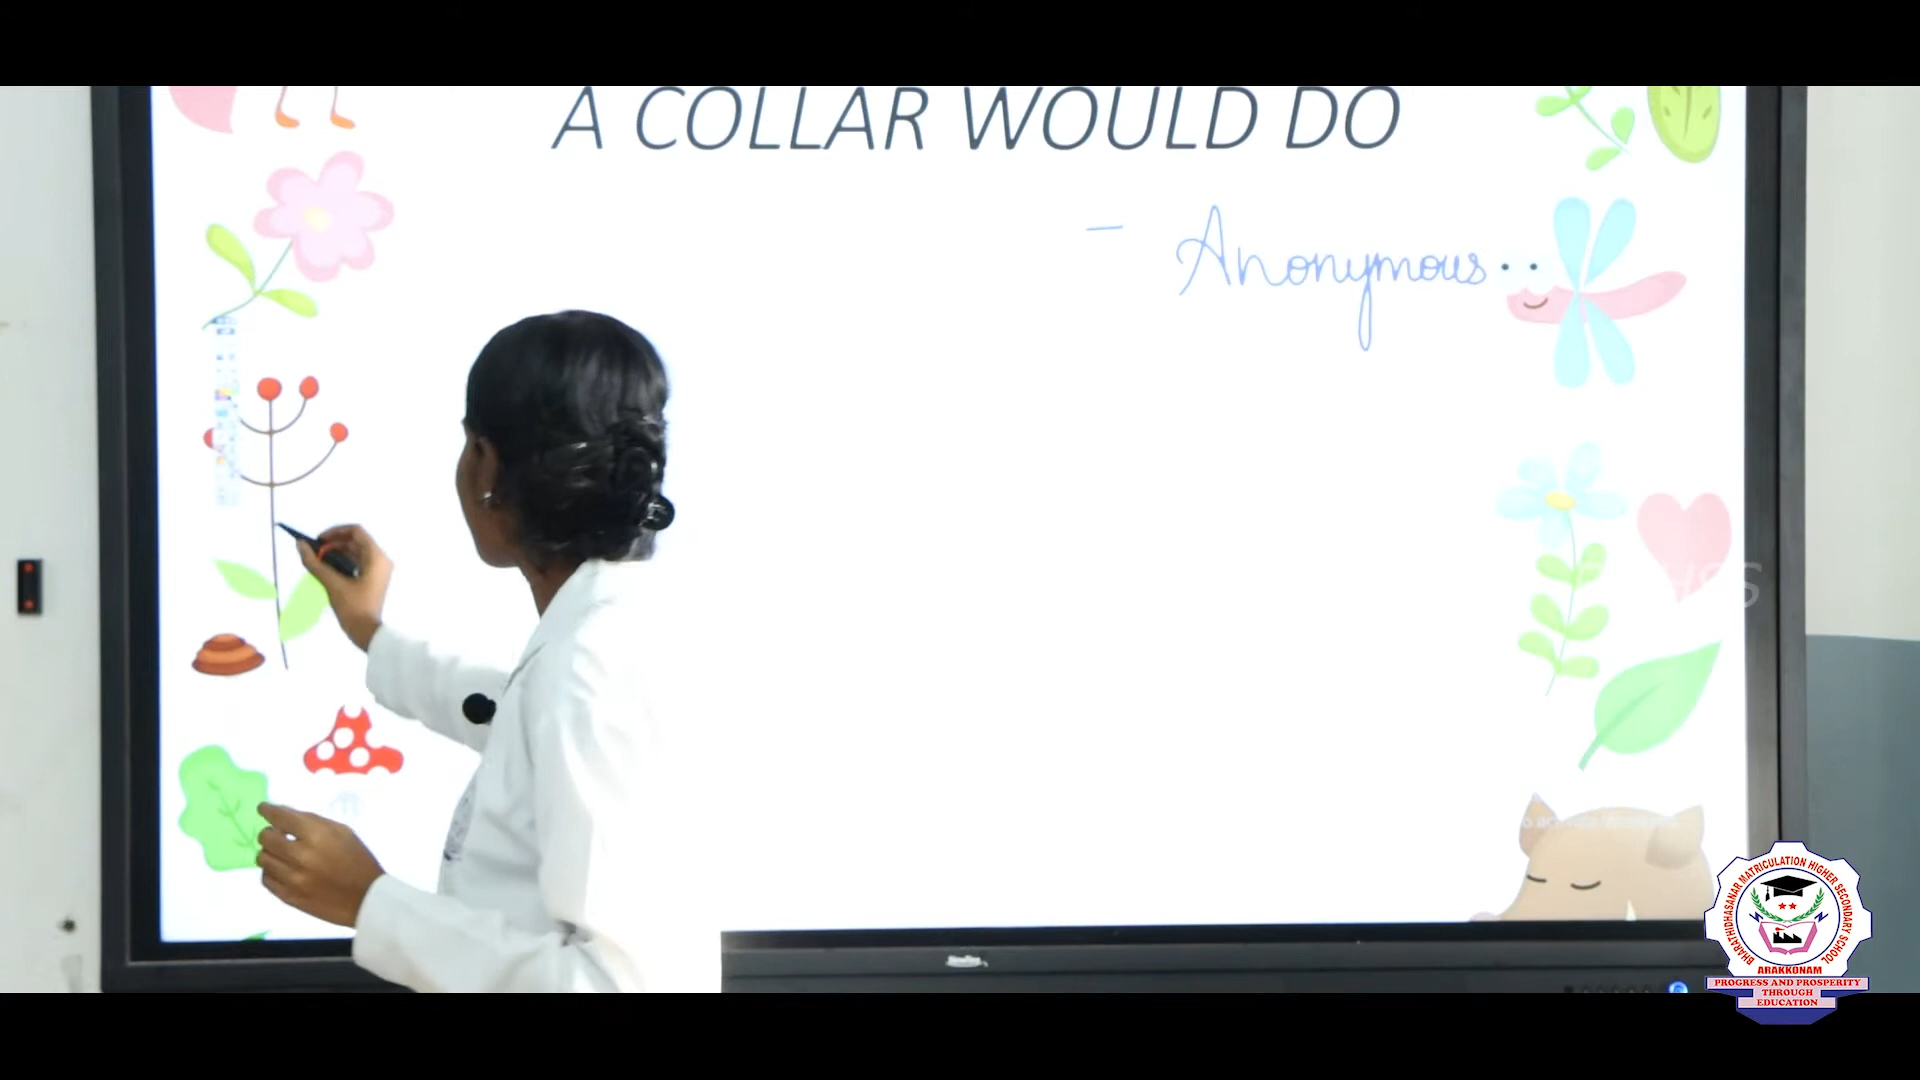 A COLLAR WOULD DO
– Anonymous
BHARATHIDHASANAR MATRICULATION HIGHER SECONDARY SCHOOL
ARAKKONAM
PROGRESS AND PROSPERITY
THROUGH
EDUCATION